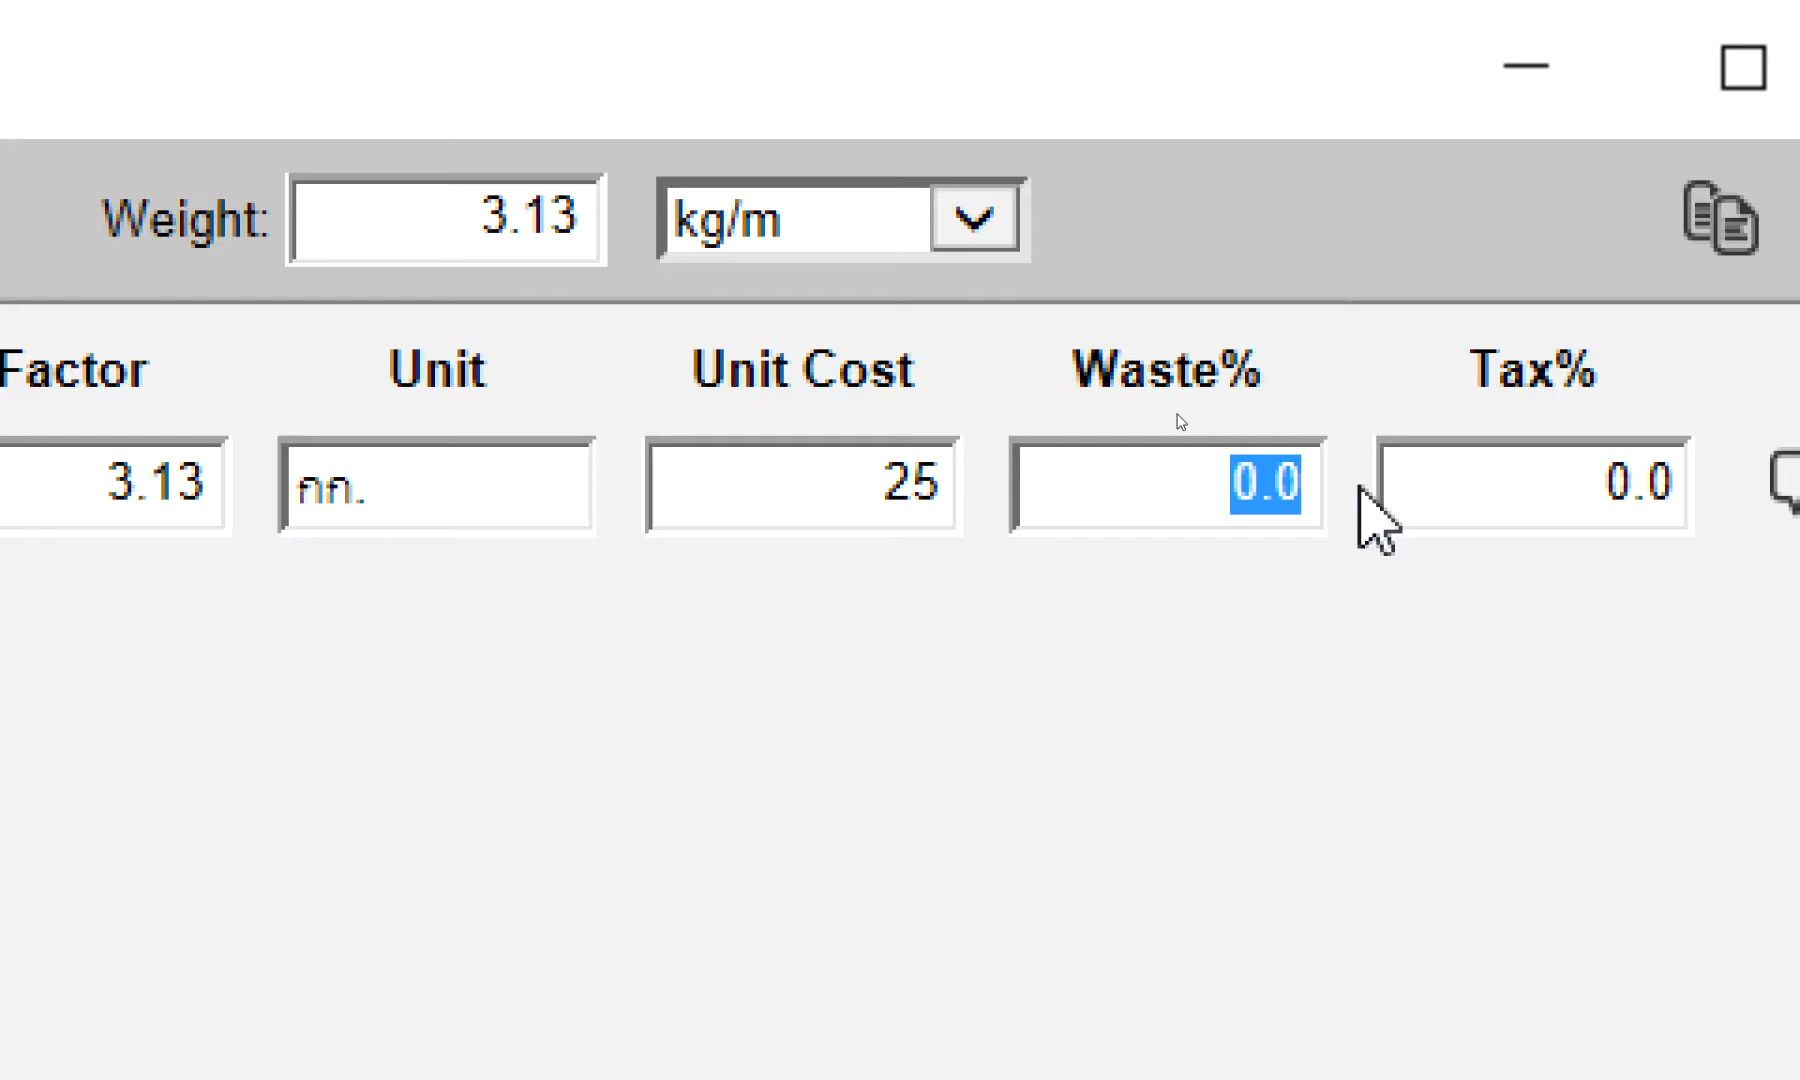 Weight: 3.13 kg/m
Factor Unit Unit Cost Waste% Tax%
3.13 กก. 25 0.0 0.0